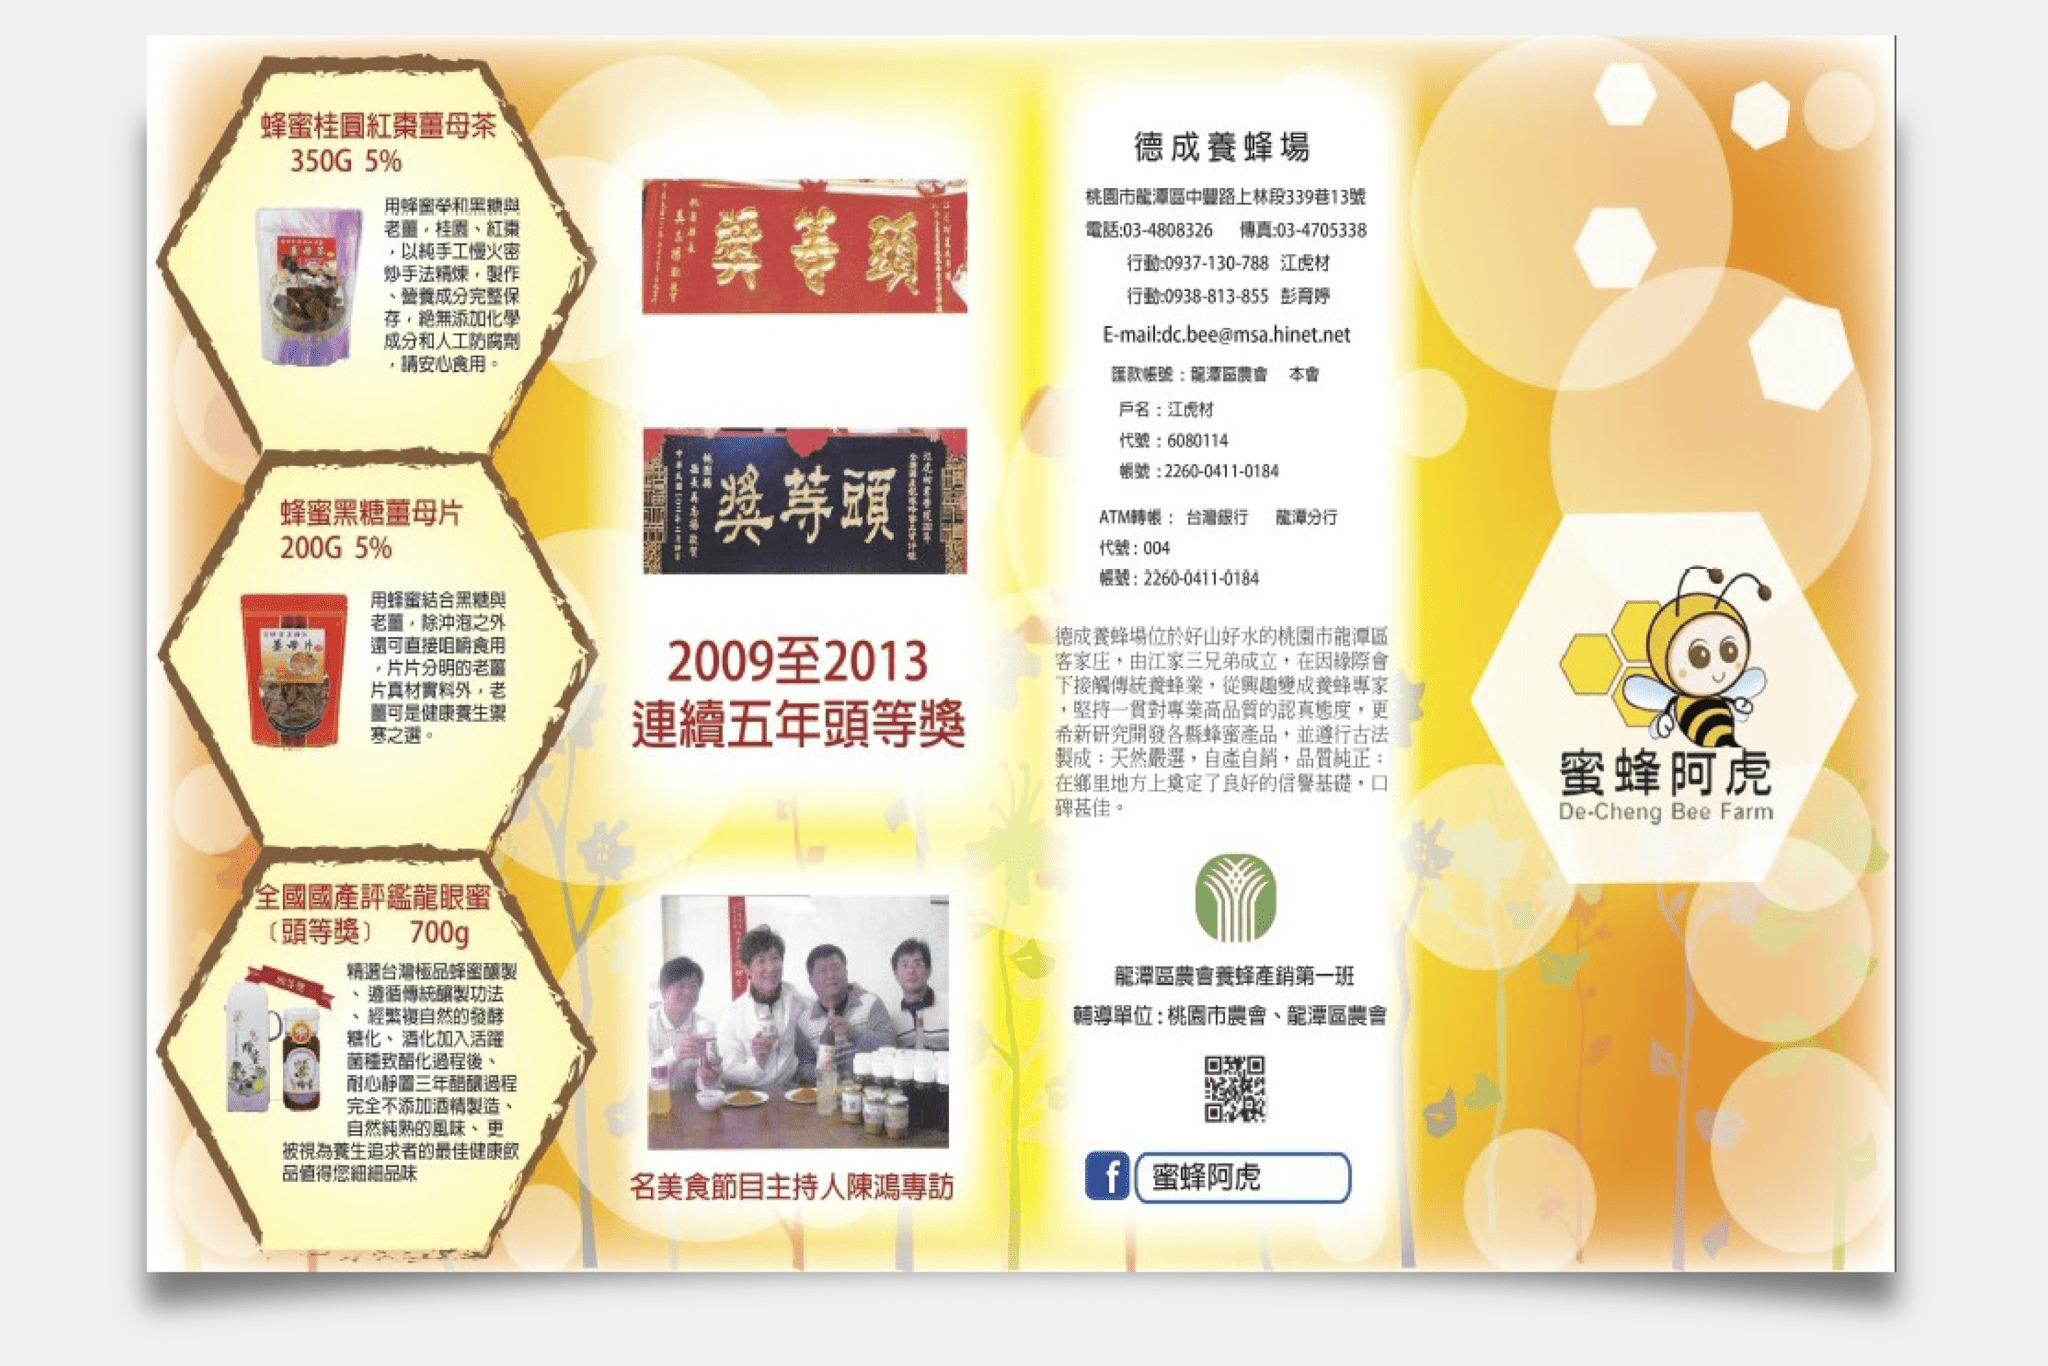 蜂蜜桂圓紅棗薑母茶
350G 5%
用蜂蜜亭和黑糖與
老薑，桂園、紅棗
，以純手工慢火密
炒手法精煉，製作
、營養成分完整保
存，絕無添加化學
成分和人工防腐劑
，請安心食用。
薑母茶
蜂蜜黑糖薑母片
200G 5%
用蜂蜜結合黑糖與
老薑，除沖泡之外
還可直接咀嚼食用
，片片分明的老薑
片真材實料外，老
薑可是健康養生禦
寒之選。
薑母片
全國國產評鑑龍眼蜜
〔頭等獎〕 700g
精選台灣極品蜂蜜釀製
、遵循傳統釀製功法
、經繁複自然的發酵
糖化、酒化加入活躍
菌種致醋化過程後、
耐心靜置三年醋釀過程
完全不添加酒精製造、
自然純熟的風味、更
被視為養生追求者的最佳健康飲
品值得您細細品味
頭等獎
獎等頭
獎等頭
2009至2013
連續五年頭等獎
名美食節目主持人陳鴻專訪
德成養蜂場
桃園市龍潭區中豐路上林段339巷13號
電話:03-4808326 傳真:03-4705338
行動:0937-130-788 江虎材
行動:0938-813-855 彭育婷
E-mail:dc.bee@msa.hinet.net
匯款帳號：龍潭區農會 本會
戶名：江虎材
代號：6080114
帳號：2260-0411-0184
ATM轉帳： 台灣銀行 龍潭分行
代號：004
帳號：2260-0411-0184
德成養蜂場位於好山好水的桃園市龍潭區
客家庄，由江家三兄弟成立，在因緣際會
下接觸傳統養蜂業，從興趣變成養蜂專家
，堅持一貫對專業高品質的認真態度，更
希新研究開發各縣蜂蜜產品，並遵行古法
製成：天然嚴選，自產自銷，品質純正：
在鄉里地方上奠定了良好的信譽基礎，口
碑甚佳。
龍潭區農會養蜂產銷第一班
輔導單位：桃園市農會、龍潭區農會
f 蜜蜂阿虎
蜜蜂阿虎
De-Cheng Bee Farm